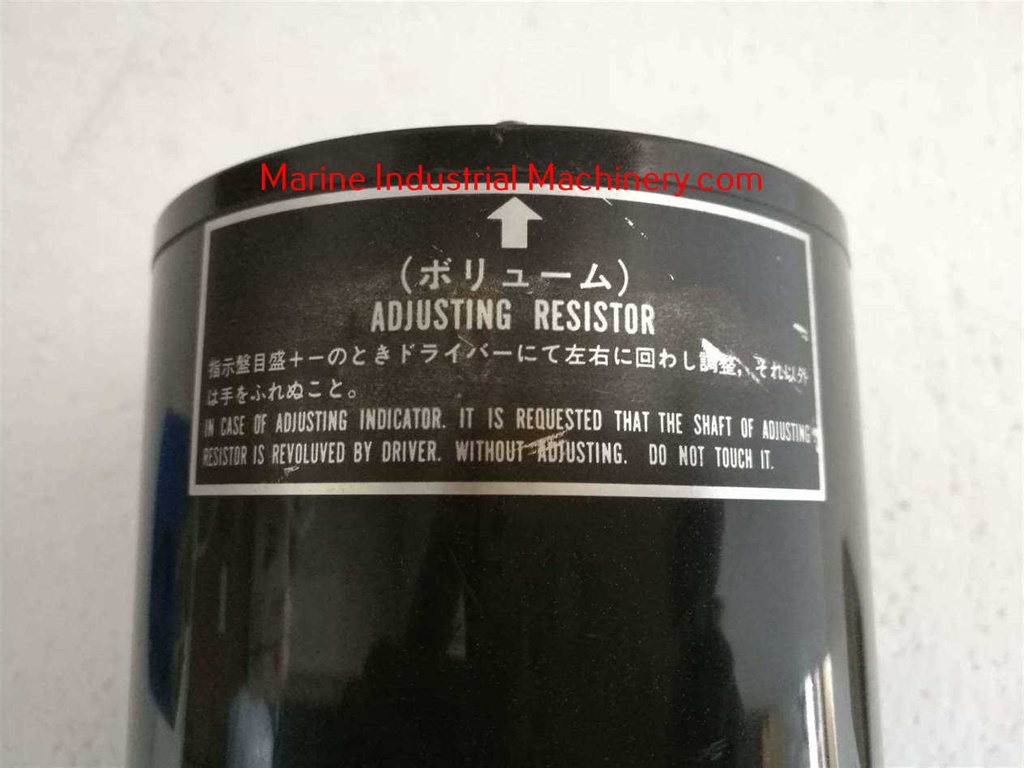 Marine Industrial Machinery.com
(ボリューム)
ADJUSTING RESISTOR
指示盤目盛+-のときドライバーにて左右に回わし調整,それ以外
は手をふれぬこと。
IN CASE OF ADJUSTING INDICATOR. IT IS REQUESTED THAT THE SHAFT OF ADJUSTING
RESISTOR IS REVOLUVED BY DRIVER. WITHOUT ADJUSTING. DO NOT TOUCH IT.